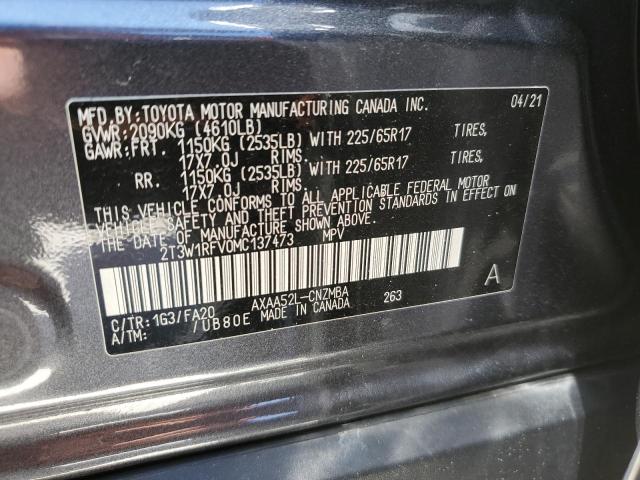 MFD. BY: TOYOTA MOTOR MANUFACTURING CANADA INC. 04/21
GVWR: 2090KG (4610LB)
GAWR: FRT. 1150KG (2535LB) WITH 225/65R17 TIRES,
17X7.0J RIMS.
RR. 1150KG (2535LB) WITH 225/65R17 TIRES,
17X7.0J RIMS.
THIS VEHICLE CONFORMS TO ALL APPLICABLE FEDERAL MOTOR
VEHICLE SAFETY AND THEFT PREVENTION STANDARDS IN EFFECT ON
THE DATE OF MANUFACTURE SHOWN ABOVE.
2T3W1RFV0MC137473 MPV
A
C/TR: 1G3/FA20 AXAA52L-CNZMBA 263
A/TM: /UB80E MADE IN CANADA